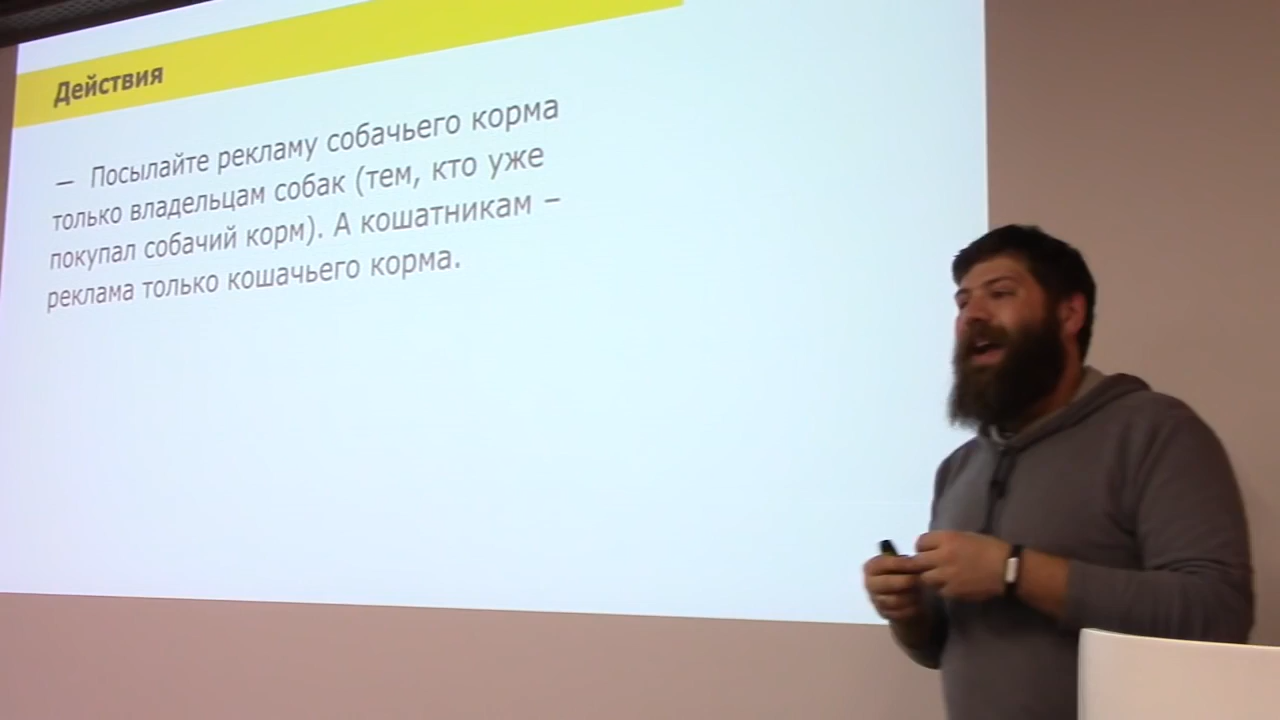 Действия
— Посылайте рекламу собачьего корма
только владельцам собак (тем, кто уже
покупал собачий корм). А кошатникам –
реклама только кошачьего корма.